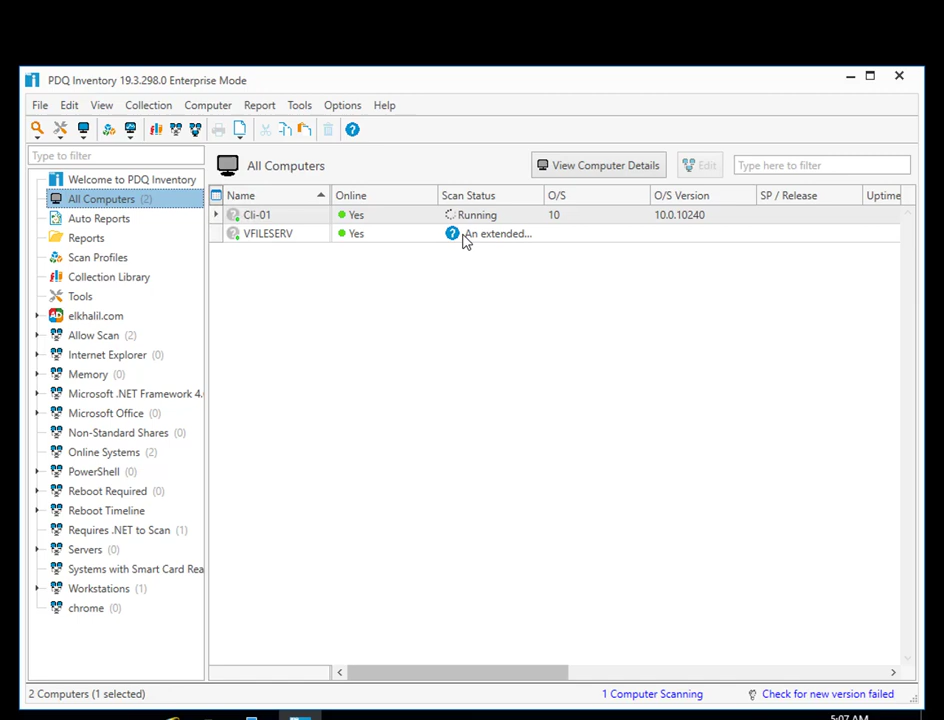 PDQ Inventory 19.3.298.0 Enterprise Mode
File Edit View Collection Computer Report Tools Options Help
Type to filter
All Computers
View Computer Details
Edit
Type here to filter
Welcome to PDQ Inventory
All Computers (2)
Auto Reports
Reports
Scan Profiles
Collection Library
Tools
elkhalil.com
Allow Scan (2)
Internet Explorer (0)
Memory (0)
Microsoft .NET Framework 4.
Microsoft Office (0)
Non-Standard Shares (0)
Online Systems (2)
PowerShell (0)
Reboot Required (0)
Reboot Timeline
Requires .NET to Scan (1)
Servers (0)
Systems with Smart Card Rea
Workstations (1)
chrome (0)
Name Online Scan Status O/S O/S Version SP / Release Uptime
Cli-01 Yes Running 10 10.0.10240
VFILESERV Yes An extended...
2 Computers (1 selected)
1 Computer Scanning
Check for new version failed
5:07 AM